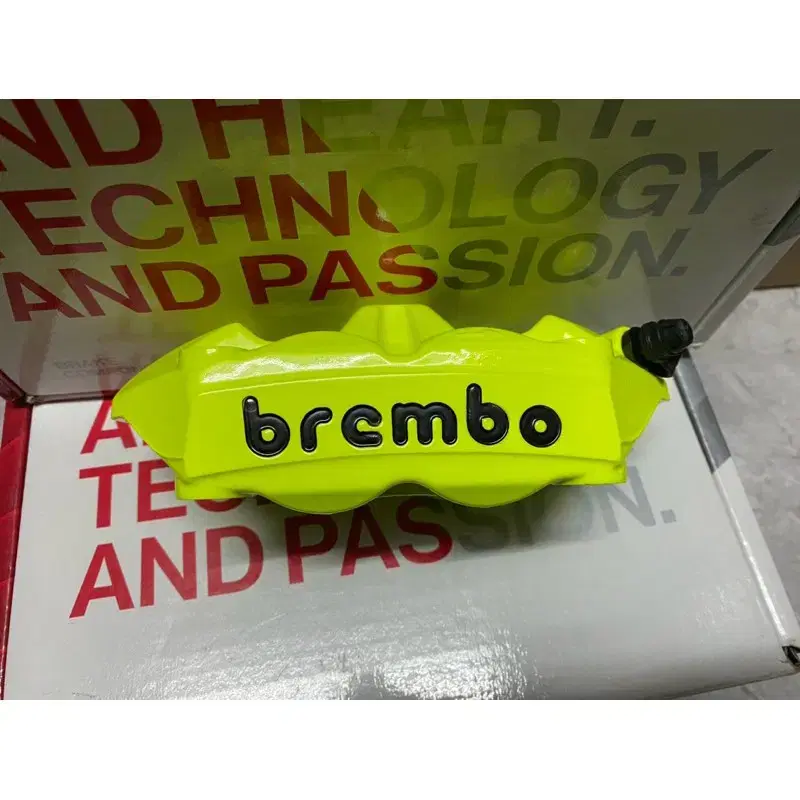 ND HEART.
TECHNOLOGY
AND PASSION.
brembo
A
TEC
AND PASSION.